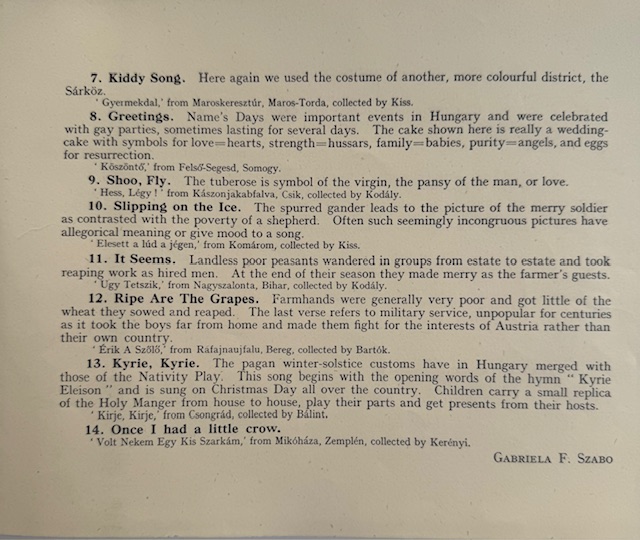 7. Kiddy Song. Here again we used the costume of another, more colourful district, the
Sárköz.
' Gyermekdal,' from Maroskeresztúr, Maros-Torda, collected by Kiss.
8. Greetings. Name's Days were important events in Hungary and were celebrated
with gay parties, sometimes lasting for several days. The cake shown here is really a wedding-
cake with symbols for love=hearts, strength=hussars, family=babies, purity=angels, and eggs
for resurrection.
' Köszöntő,' from Felső-Segesd, Somogy.
9. Shoo, Fly. The tuberose is symbol of the virgin, the pansy of the man, or love.
' Hess, Légy ! ' from Kászonjakabfalva, Csik, collected by Kodály.
10. Slipping on the Ice. The spurred gander leads to the picture of the merry soldier
as contrasted with the poverty of a shepherd. Often such seemingly incongruous pictures have
allegorical meaning or give mood to a song.
' Elesett a lúd a jégen,' from Komárom, collected by Kiss.
11. It Seems. Landless poor peasants wandered in groups from estate to estate and took
reaping work as hired men. At the end of their season they made merry as the farmer's guests.
' Ugy Tetszik,' from Nagyszalonta, Bihar, collected by Kodály.
12. Ripe Are The Grapes. Farmhands were generally very poor and got little of the
wheat they sowed and reaped. The last verse refers to military service, unpopular for centuries
as it took the boys far from home and made them fight for the interests of Austria rather than
their own country.
' Érik A Szőlő,' from Ráfajnaujfalu, Bereg, collected by Bartók.
13. Kyrie, Kyrie. The pagan winter-solstice customs have in Hungary merged with
those of the Nativity Play. This song begins with the opening words of the hymn " Kyrie
Eleison " and is sung on Christmas Day all over the country. Children carry a small replica
of the Holy Manger from house to house, play their parts and get presents from their hosts.
' Kirje, Kirje,' from Csongrád, collected by Bálint.
14. Once I had a little crow.
' Volt Nekem Egy Kis Szarkám,' from Mikóháza, Zemplén, collected by Kerényi.
GABRIELA F. SZABO